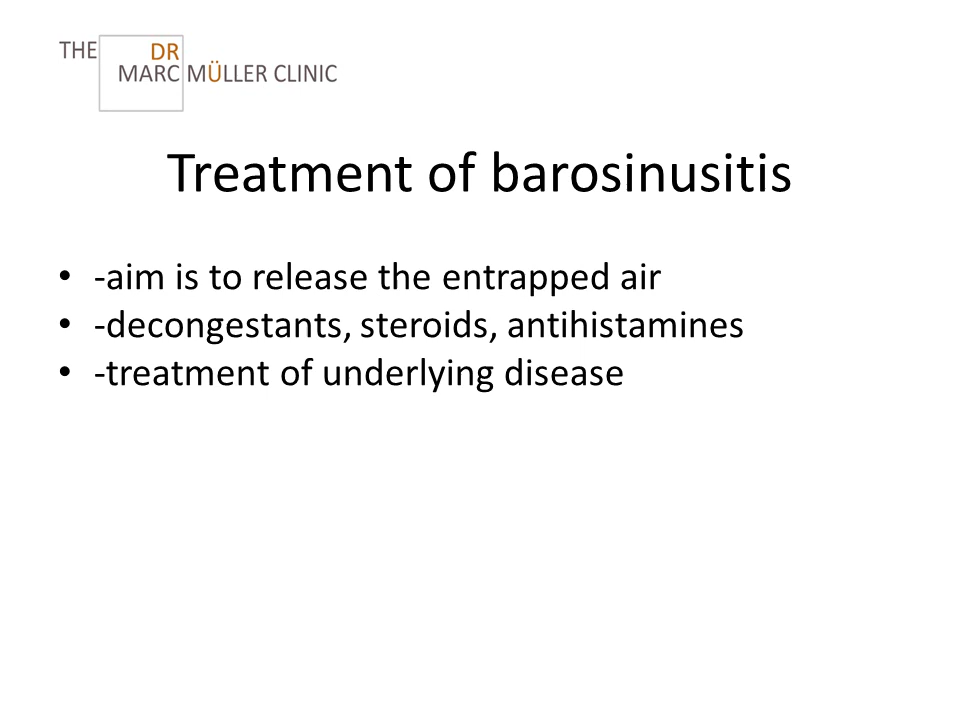 THE DR
MARC MÜLLER CLINIC
Treatment of barosinusitis
• -aim is to release the entrapped air
• -decongestants, steroids, antihistamines
• -treatment of underlying disease